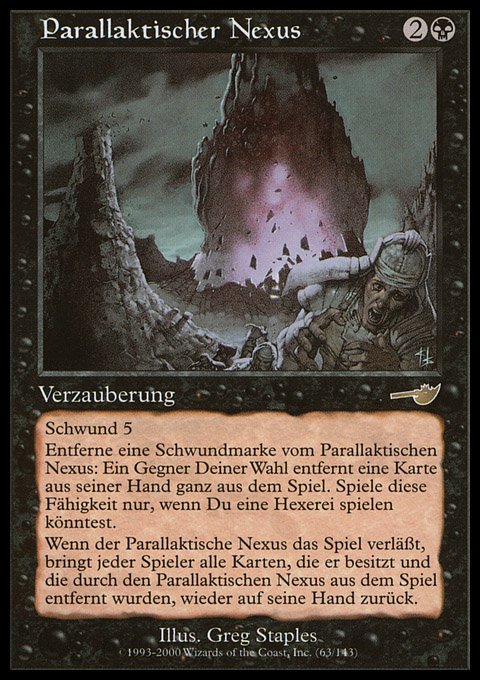 Parallaktischer Nexus
2
Verzauberung
Schwund 5
Entferne eine Schwundmarke vom Parallaktischen
Nexus: Ein Gegner Deiner Wahl entfernt eine Karte
aus seiner Hand ganz aus dem Spiel. Spiele diese
Fähigkeit nur, wenn Du eine Hexerei spielen
könntest.
Wenn der Parallaktische Nexus das Spiel verläßt,
bringt jeder Spieler alle Karten, die er besitzt und
die durch den Parallaktischen Nexus aus dem Spiel
entfernt wurden, wieder auf seine Hand zurück.
Illus. Greg Staples
©1993-2000 Wizards of the Coast, Inc. (63/143)